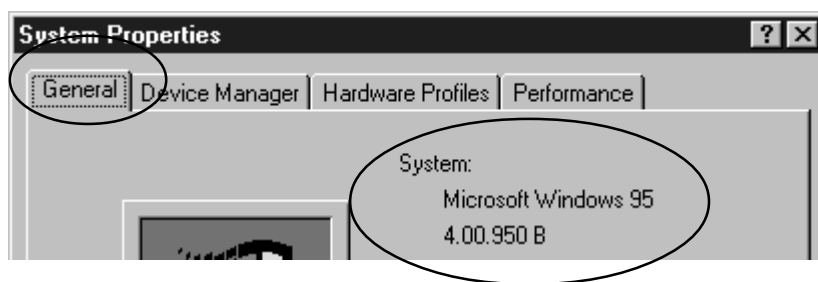 System Properties
General Device Manager Hardware Profiles Performance
System:
Microsoft Windows 95
4.00.950 B